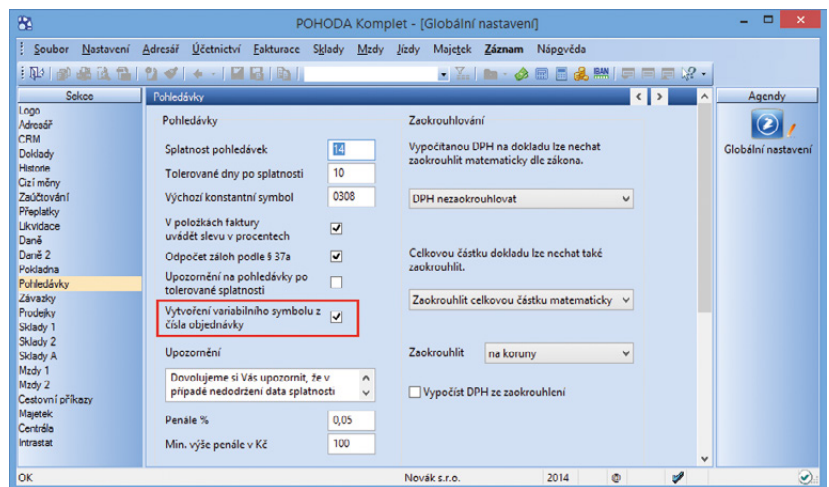 POHODA Komplet - [Globální nastavení]
Soubor Nastavení Adresář Účetnictví Fakturace Sklady Mzdy Jízdy Majetek Záznam Nápověda
Sekce
Logo
Adresář
CRM
Doklady
Historie
Cizí měny
Zaúčtování
Přeplatky
Likvidace
Daně
Daně 2
Pokladna
Pohledávky
Závazky
Prodejky
Sklady 1
Sklady 2
Sklady A
Mzdy 1
Mzdy 2
Cestovní příkazy
Majetek
Centrála
Intrastat
Pohledávky
Pohledávky
Splatnost pohledávek 14
Tolerované dny po splatnosti 10
Výchozí konstantní symbol 0308
V položkách faktury
uvádět slevu v procentech
Odpočet záloh podle § 37a
Upozornění na pohledávky po
tolerované splatnosti
Vytvoření variabilního symbolu z
čísla objednávky
Upozornění
Dovolujeme si Vás upozornit, že v
případě nedodržení data splatnosti
Penále % 0,05
Min. výše penále v Kč 100
Zaokrouhlování
Vypočítanou DPH na dokladu lze nechat
zaokrouhlit matematicky dle zákona.
DPH nezaokrouhlovat
Celkovou částku dokladu lze nechat také
zaokrouhlit.
Zaokrouhlit celkovou částku matematicky
Zaokrouhlit na koruny
Vypočíst DPH ze zaokrouhlení
Agendy
Globální nastavení
OK Novák s.r.o. 2014 @